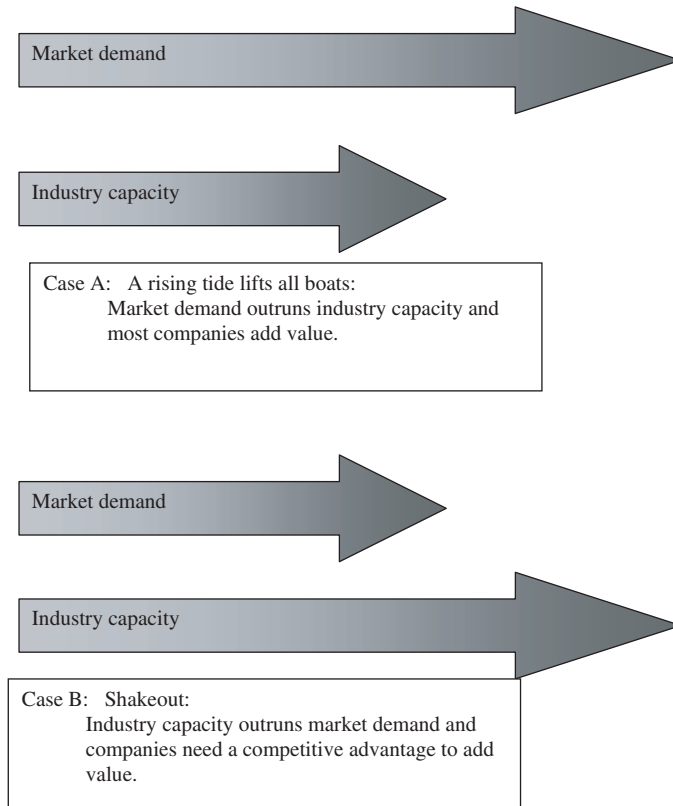 Market demand
Industry capacity
Case A: A rising tide lifts all boats:
Market demand outruns industry capacity and
most companies add value.
Market demand
Industry capacity
Case B: Shakeout:
Industry capacity outruns market demand and
companies need a competitive advantage to add
value.